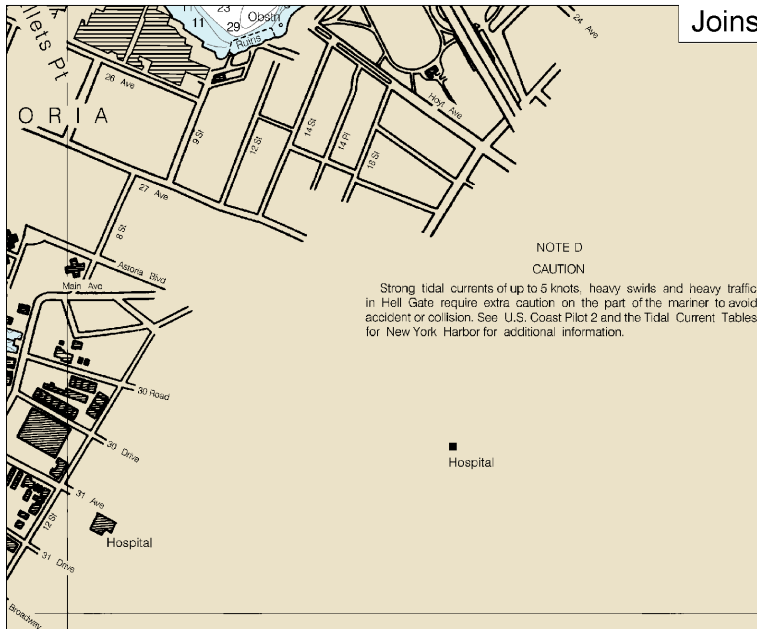 11
23
11
29
Obstn
Ruins
24 Ave
Joins
llets Pt
26 Ave
Hoyt Ave
O R I A
9 St
12 St
14 St
14 Pl
18 St
27 Ave
8 St
NOTE D
CAUTION
Astoria Blvd
Main Ave
Strong tidal currents of up to 5 knots, heavy swirls and heavy traffic
in Hell Gate require extra caution on the part of the mariner to avoid
accident or collision. See U.S. Coast Pilot 2 and the Tidal Current Tables
for New York Harbor for additional information.
30 Road
30 Drive
Hospital
31 Ave
12 St
Hospital
31 Drive
Broadway